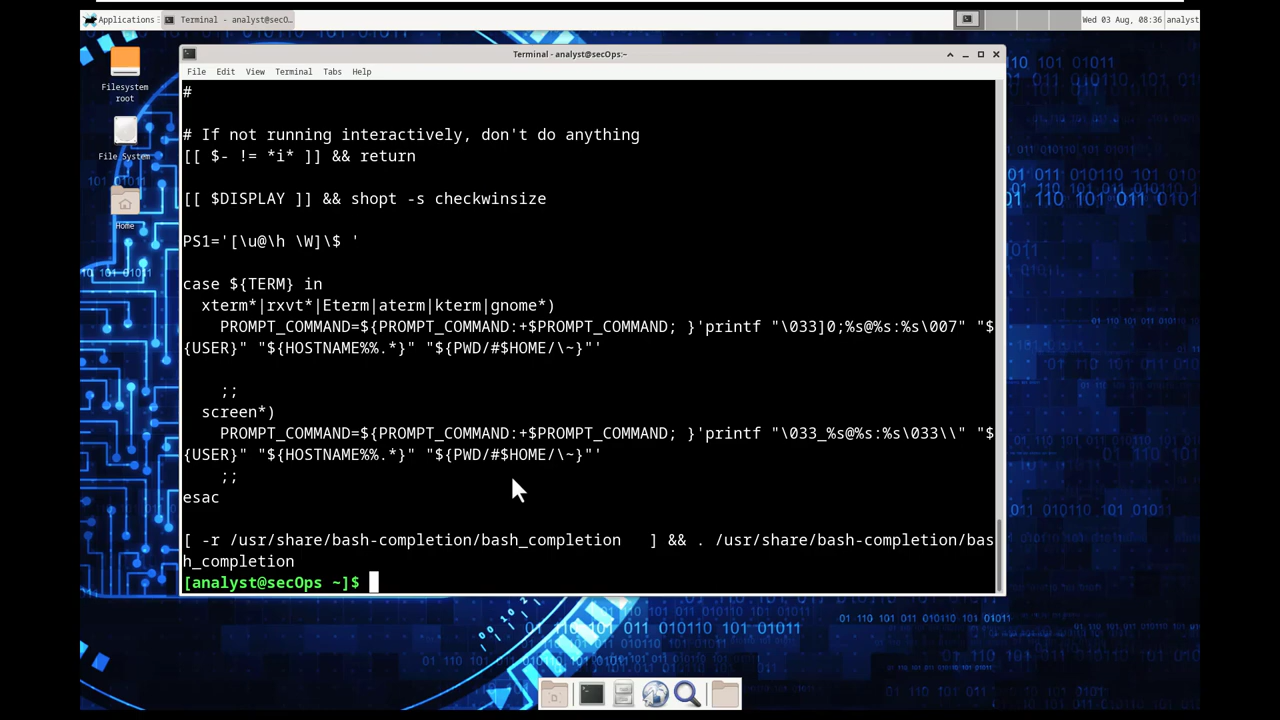 Applications
Terminal - analyst@secO...
Wed 03 Aug, 08:36
analyst
Terminal - analyst@secOps:~
File Edit View Terminal Tabs Help
Filesystem
root
File System
Home
#
# If not running interactively, don't do anything
[[ $- != *i* ]] && return
[[ $DISPLAY ]] && shopt -s checkwinsize
PS1='[\u@\h \W]\$ '
case ${TERM} in
  xterm*|rxvt*|Eterm|aterm|kterm|gnome*)
    PROMPT_COMMAND=${PROMPT_COMMAND:+$PROMPT_COMMAND; }'printf "\033]0;%s@%s:%s\007" "$
{USER}" "${HOSTNAME%%.*}" "${PWD/#$HOME/\~}"'
    ;;
  screen*)
    PROMPT_COMMAND=${PROMPT_COMMAND:+$PROMPT_COMMAND; }'printf "\033_%s@%s:%s\033\\" "$
{USER}" "${HOSTNAME%%.*}" "${PWD/#$HOME/\~}"'
    ;;
esac
[ -r /usr/share/bash-completion/bash_completion   ] && . /usr/share/bash-completion/bas
h_completion
[analyst@secOps ~]$